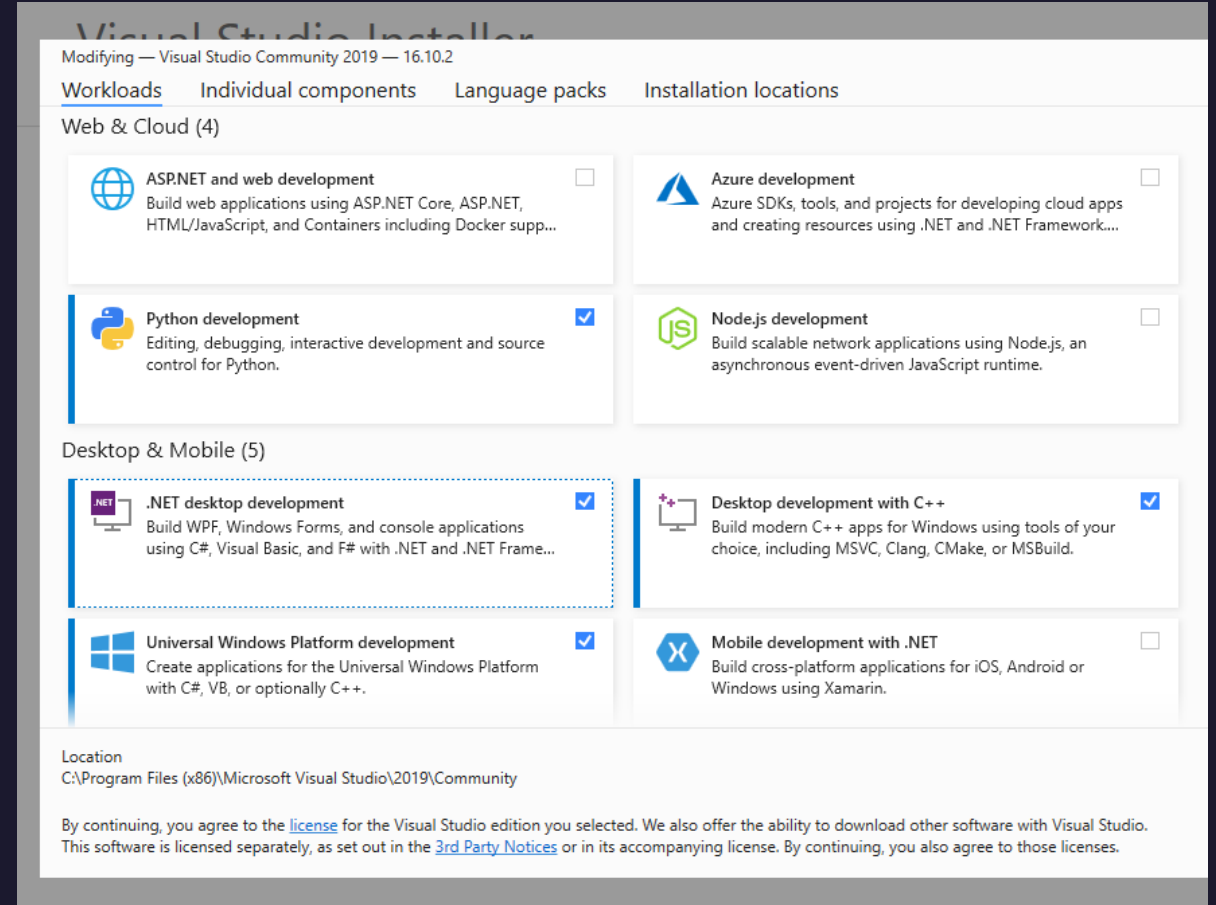 Visual Studio Installer
Modifying — Visual Studio Community 2019 — 16.10.2
Workloads Individual components Language packs Installation locations
Web & Cloud (4)
ASP.NET and web development
Build web applications using ASP.NET Core, ASP.NET,
HTML/JavaScript, and Containers including Docker supp...
Azure development
Azure SDKs, tools, and projects for developing cloud apps
and creating resources using .NET and .NET Framework....
Python development
Editing, debugging, interactive development and source
control for Python.
JS
Node.js development
Build scalable network applications using Node.js, an
asynchronous event-driven JavaScript runtime.
Desktop & Mobile (5)
.NET
.NET desktop development
Build WPF, Windows Forms, and console applications
using C#, Visual Basic, and F# with .NET and .NET Frame...
Desktop development with C++
Build modern C++ apps for Windows using tools of your
choice, including MSVC, Clang, CMake, or MSBuild.
Universal Windows Platform development
Create applications for the Universal Windows Platform
with C#, VB, or optionally C++.
Mobile development with .NET
Build cross-platform applications for iOS, Android or
Windows using Xamarin.
Location
C:\Program Files (x86)\Microsoft Visual Studio\2019\Community
By continuing, you agree to the license for the Visual Studio edition you selected. We also offer the ability to download other software with Visual Studio.
This software is licensed separately, as set out in the 3rd Party Notices or in its accompanying license. By continuing, you also agree to those licenses.